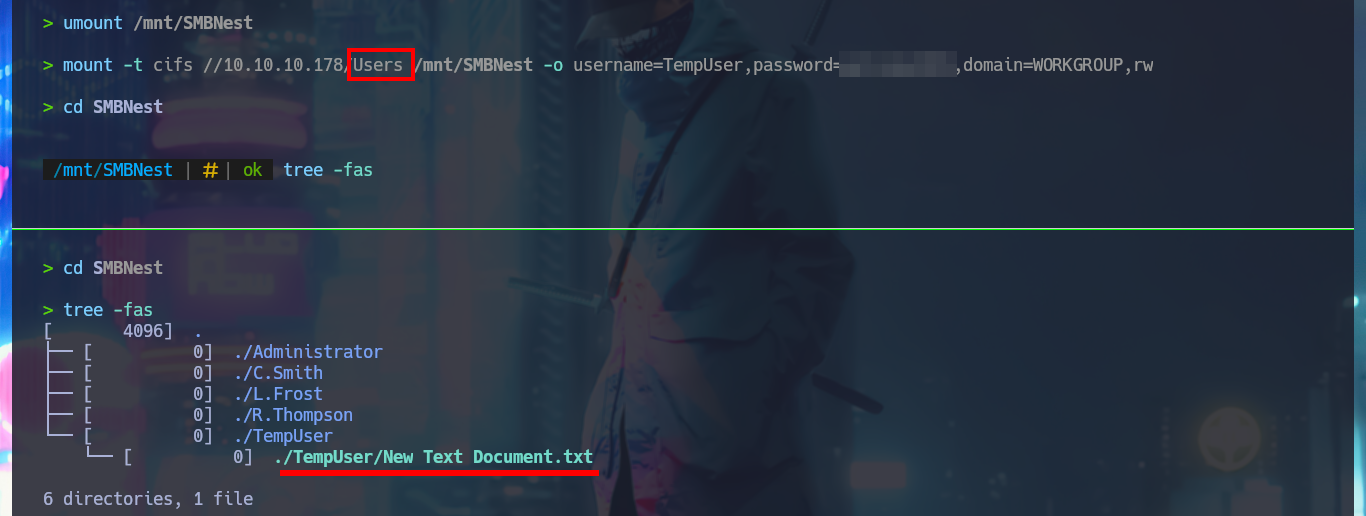 > umount /mnt/SMBNest
> mount -t cifs //10.10.10.178/Users /mnt/SMBNest -o username=TempUser,password= ,domain=WORKGROUP,rw
> cd SMBNest
/mnt/SMBNest | # | ok tree -fas
> cd SMBNest
> tree -fas
[        4096]  .
├── [           0]  ./Administrator
├── [           0]  ./C.Smith
├── [           0]  ./L.Frost
├── [           0]  ./R.Thompson
└── [           0]  ./TempUser
    └── [           0]  ./TempUser/New Text Document.txt
6 directories, 1 file